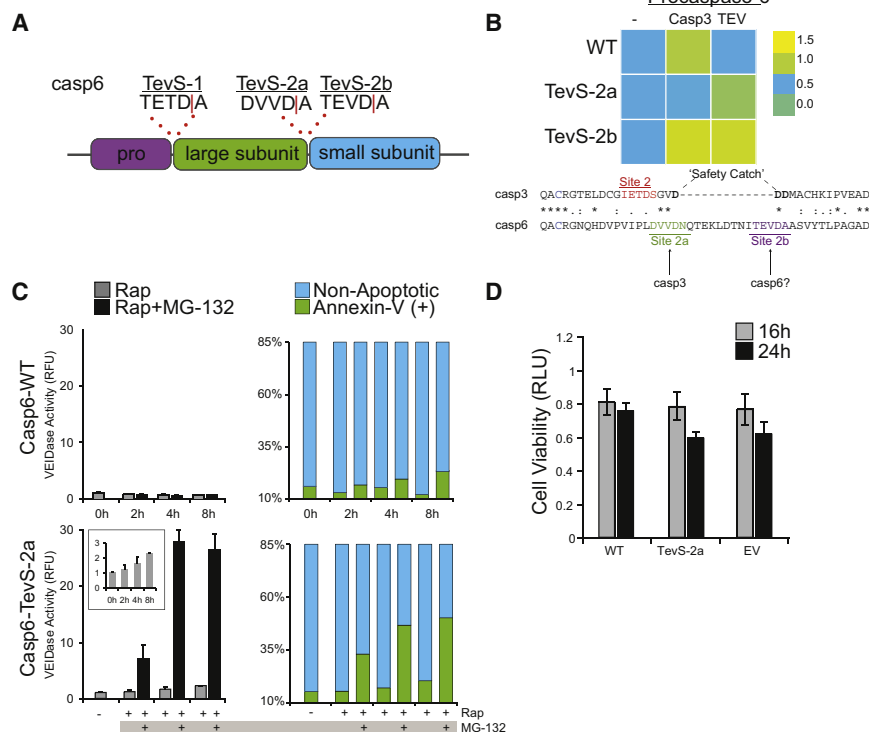 A
casp6
TevS-1
TevS-2a
TevS-2b
TETD|A
DVVD|A
TEVD|A
pro
large subunit
small subunit
B
-
Casp3
TEV
WT
TevS-2a
TevS-2b
1.5
1.0
0.5
0.0
Site 2
'Safety Catch'
casp3
QACRGTELDCGIETDSGVD--------------DDMACHKIPVEAD
casp6
QACRGNQHDVPVIPLDVVDNQTEKLDTNITEVDAASVYTLPAGAD
Site 2a
Site 2b
casp3
casp6?
C
Rap
Rap+MG-132
Non-Apoptotic
Annexin-V (+)
Casp6-WT
VEIDase Activity (RFU)
30
20
10
0
0h 2h 4h 8h
85%
60%
35%
10%
0h 2h 4h 8h
Casp6-TevS-2a
VEIDase Activity (RFU)
30
20
10
0
3
2
1
0
0h 2h 4h 8h
85%
60%
35%
10%
- + + + + + +
+ + +
- + + + + + + Rap
+ + + MG-132
D
16h
24h
Cell Viability (RLU)
1.2
1
0.8
0.6
0.4
0.2
0
WT
TevS-2a
EV